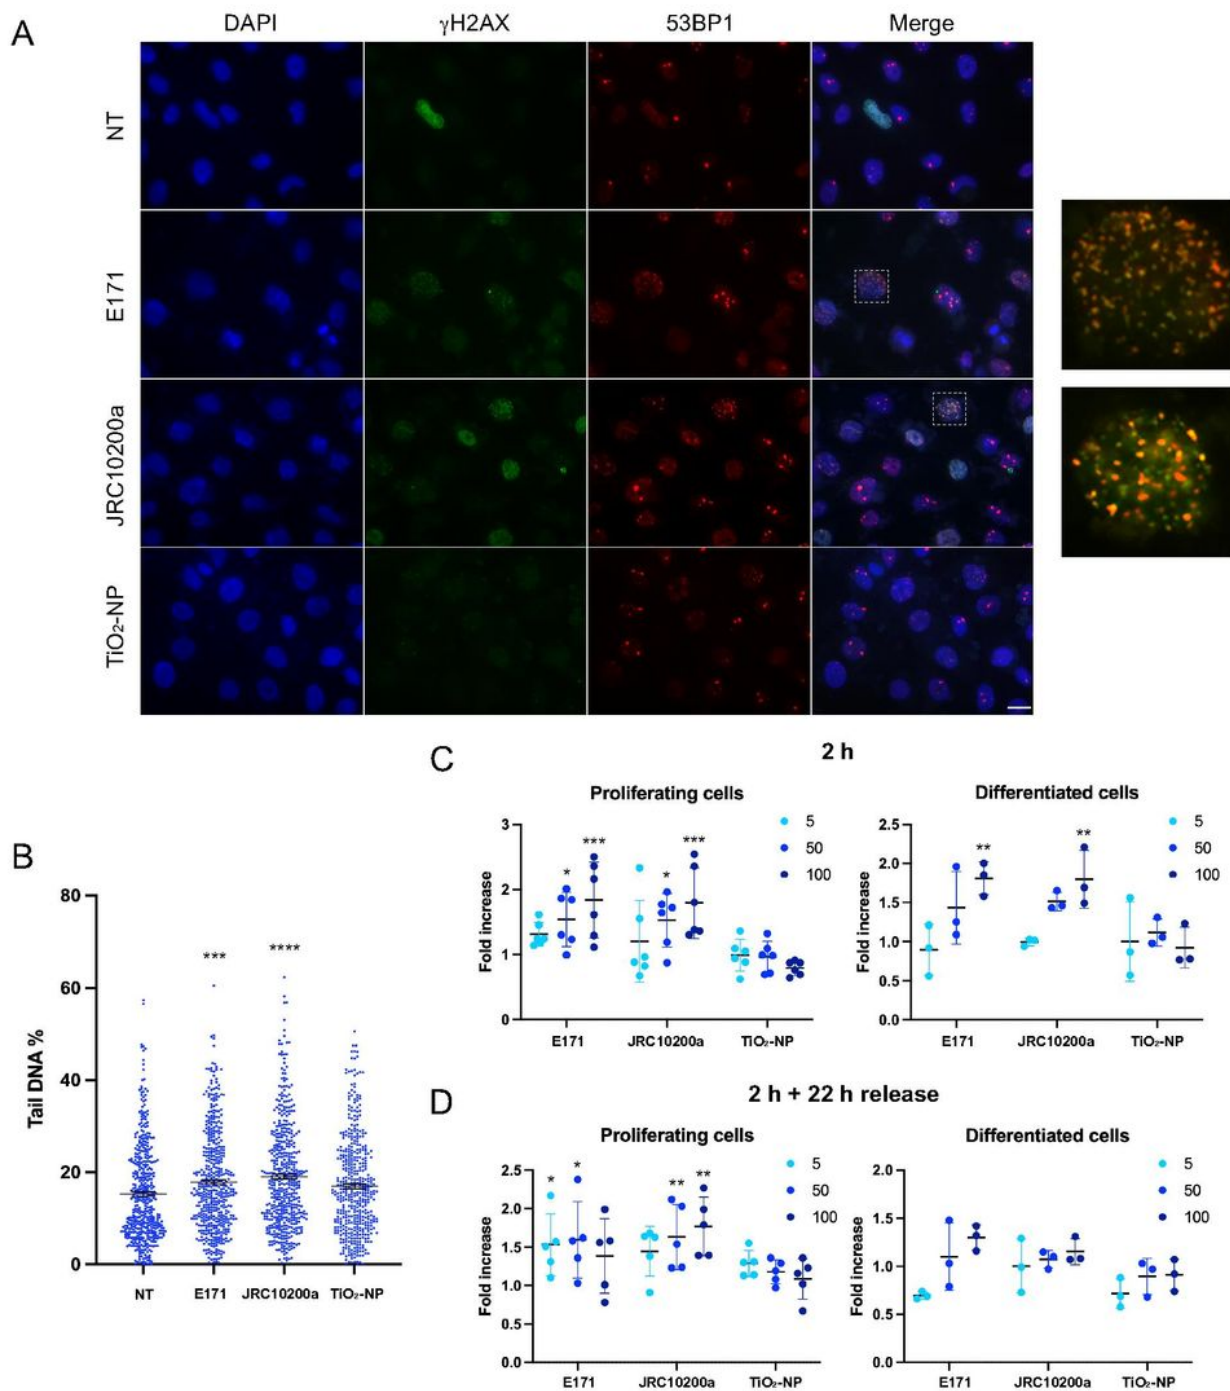 A
DAPI
γH2AX
53BP1
Merge
NT
E171
JRC10200a
TiO₂-NP
B
Tail DNA %
80
60
40
20
0
***
****
NT
E171
JRC10200a
TiO₂-NP
C
2 h
Proliferating cells
Fold increase
3
2
1
0
*
***
*
***
5
50
100
E171
JRC10200a
TiO₂-NP
Differentiated cells
Fold increase
2.5
2.0
1.5
1.0
0.5
0.0
**
**
5
50
100
E171
JRC10200a
TiO₂-NP
D
2 h + 22 h release
Proliferating cells
Fold increase
2.5
2.0
1.5
1.0
0.5
0.0
*
*
**
**
5
50
100
E171
JRC10200a
TiO₂-NP
Differentiated cells
Fold increase
2.0
1.5
1.0
0.5
0.0
5
50
100
E171
JRC10200a
TiO₂-NP